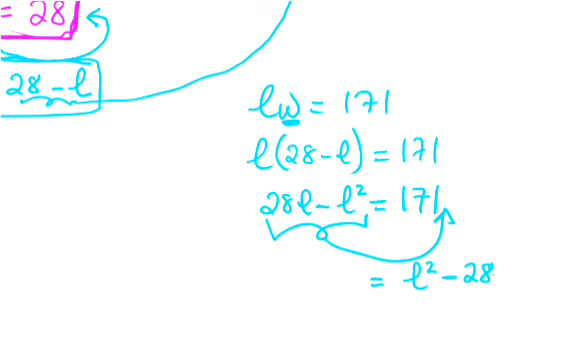 = 28
28 - l
lw = 171
l(28 - l) = 171
28l - l² = 171
= l² - 28